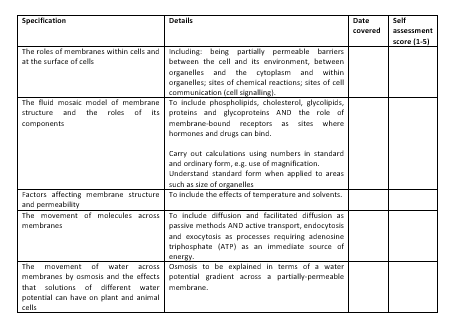 Specification
Details
Date
covered
Self
assessment
score (1-5)
The roles of membranes within cells and
at the surface of cells
Including: being partially permeable barriers
between the cell and its environment, between
organelles and the cytoplasm and within
organelles; sites of chemical reactions; sites of cell
communication (cell signalling).
The fluid mosaic model of membrane
structure and the roles of its
components
To include phospholipids, cholesterol, glycolipids,
proteins and glycoproteins AND the role of
membrane-bound receptors as sites where
hormones and drugs can bind.
Carry out calculations using numbers in standard
and ordinary form, e.g. use of magnification.
Understand standard form when applied to areas
such as size of organelles
Factors affecting membrane structure
and permeability
To include the effects of temperature and solvents.
The movement of molecules across
membranes
To include diffusion and facilitated diffusion as
passive methods AND active transport, endocytosis
and exocytosis as processes requiring adenosine
triphosphate (ATP) as an immediate source of
energy.
The movement of water across
membranes by osmosis and the effects
that solutions of different water
potential can have on plant and animal
cells
Osmosis to be explained in terms of a water
potential gradient across a partially-permeable
membrane.